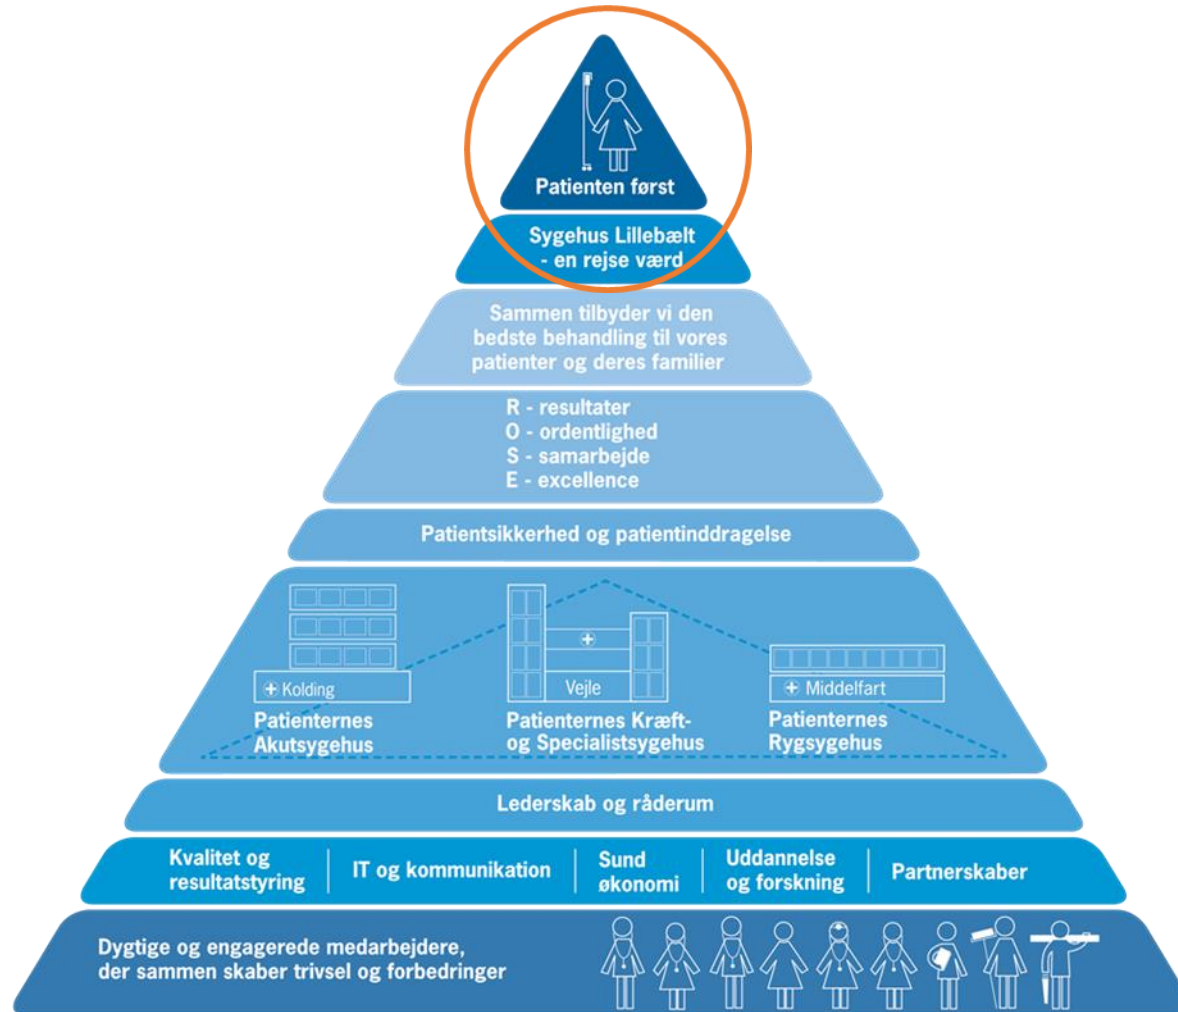 Patienten først
Sygehus Lillebælt
- en rejse værd
Sammen tilbyder vi den
bedste behandling til vores
patienter og deres familier
R - resultater
O - ordentlighed
S - samarbejde
E - excellence
Patientsikkerhed og patientinddragelse
Kolding
Patienternes
Akutsygehus
Vejle
Patienternes Kræft-
og Specialistsygehus
Middelfart
Patienternes
Rygsygehus
Lederskab og råderum
Kvalitet og
resultatstyring
IT og kommunikation
Sund
økonomi
Uddannelse
og forskning
Partnerskaber
Dygtige og engagerede medarbejdere,
der sammen skaber trivsel og forbedringer